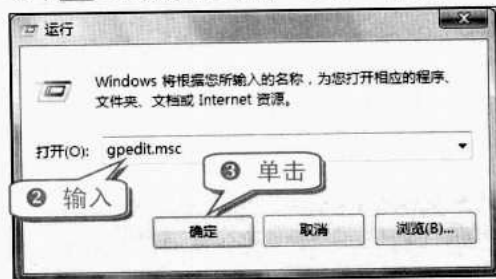 运行
Windows 将根据您所输入的名称，为您打开相应的程序、
文件夹、文档或 Internet 资源。
打开(O): gpedit.msc
❸ 单击
❷ 输入
确定 取消 浏览(B)...